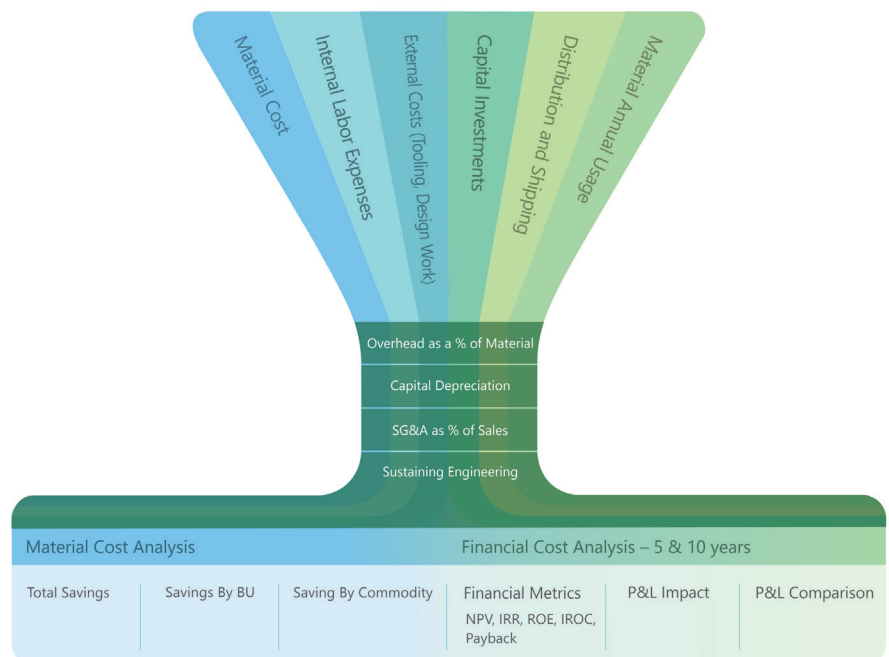 Material Cost
Internal Labor Expenses
External Costs (Tooling, Design Work)
Capital Investments
Distribution and Shipping
Material Annual Usage
Overhead as a % of Material
Capital Depreciation
SG&A as % of Sales
Sustaining Engineering
Material Cost Analysis
Financial Cost Analysis – 5 & 10 years
Total Savings
Savings By BU
Saving By Commodity
Financial Metrics
NPV, IRR, ROE, IROC,
Payback
P&L Impact
P&L Comparison